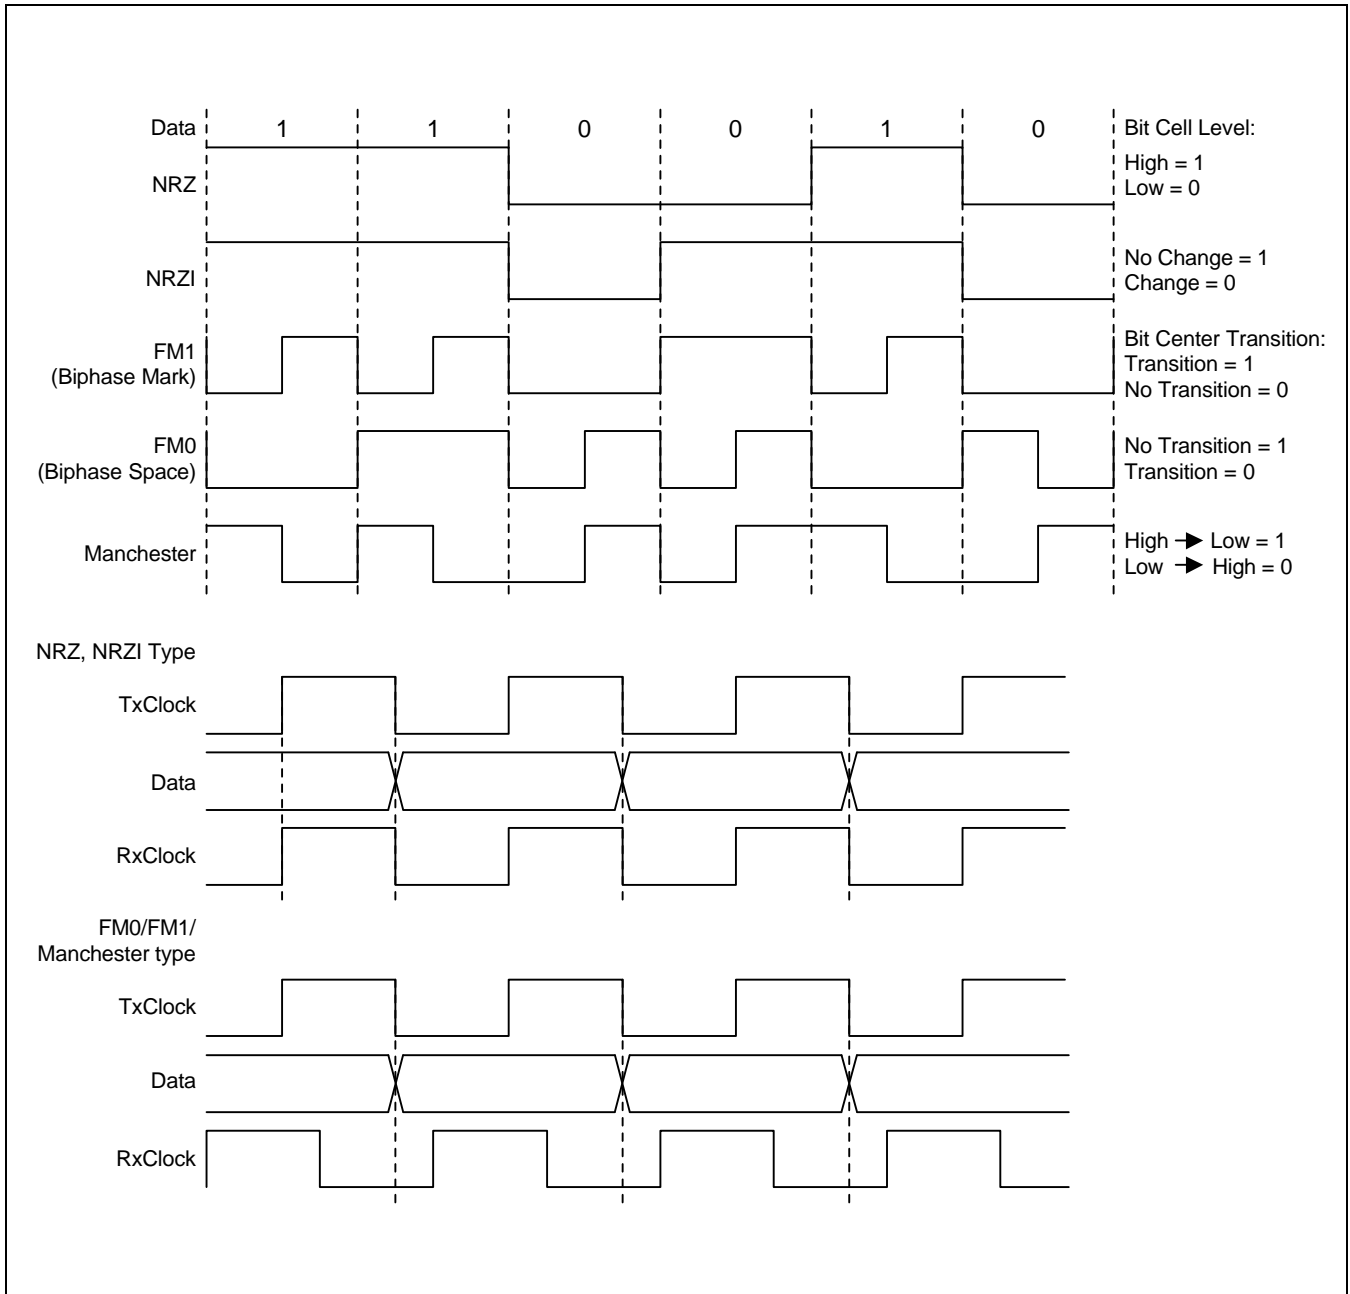 Data 1 1 0 0 1 0 Bit Cell Level:
High = 1
NRZ Low = 0
NRZI No Change = 1
Change = 0
FM1 Bit Center Transition:
(Biphase Mark) Transition = 1
No Transition = 0
FM0 No Transition = 1
(Biphase Space) Transition = 0
Manchester High → Low = 1
Low → High = 0
NRZ, NRZI Type
TxClock
Data
RxClock
FM0/FM1/
Manchester type
TxClock
Data
RxClock